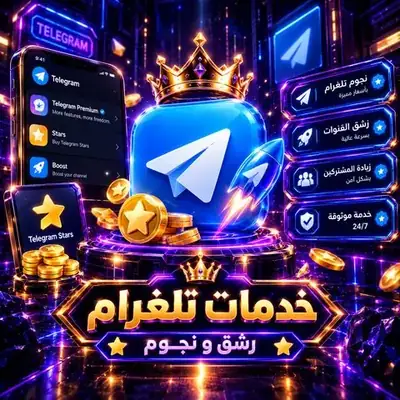 TELEGRAM
9:41
Telegram
Telegram Premium
More features, more freedom
Stars
Buy Telegram Stars
Boost
Boost your channel
Telegram Stars
نجوم تلغرام
بأسعار مميزة
رشق القنوات
بسرعة عالية
زيادة المشتركين
بشكل آمن
خدمة موثوقة
24/7
خدمات تلغرام
رشق و نجوم